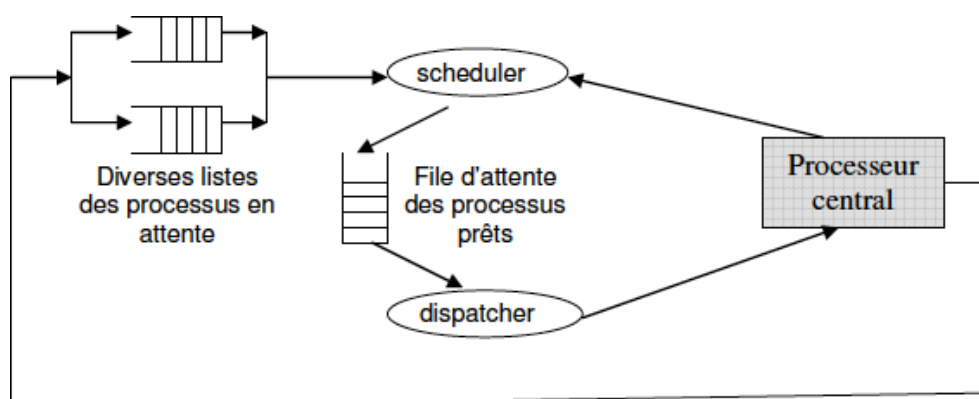 scheduler
Diverses listes
des processus en
attente
File d'attente
des processus
prêts
Processeur
central
dispatcher